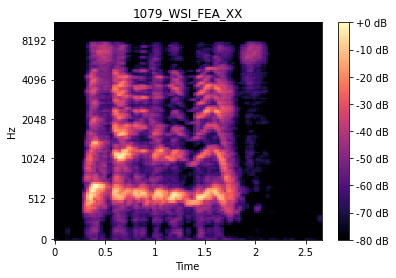 1079_WSI_FEA_XX
+0 dB
8192
-10 dB
4096
-20 dB
-30 dB
2048
Hz
-40 dB
1024
-50 dB
512
-60 dB
-70 dB
0
-80 dB
0 0.5 1 1.5 2 2.5
Time